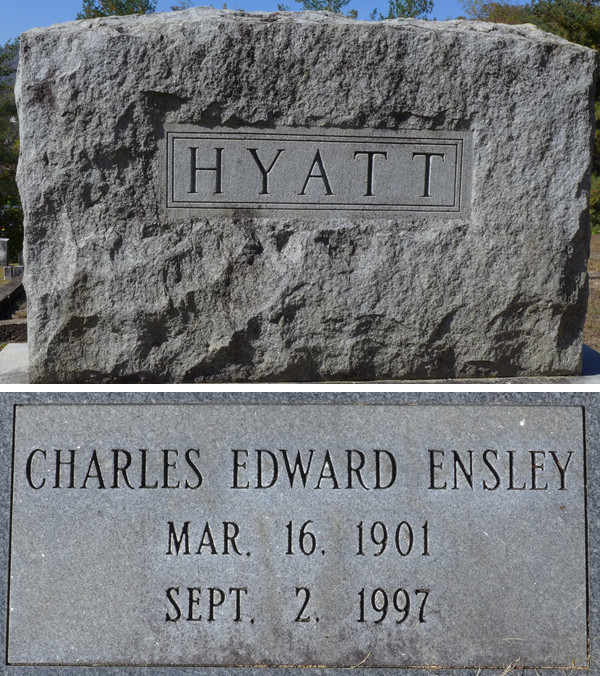 HYATT
CHARLES EDWARD ENSLEY
MAR. 16. 1901
SEPT. 2. 1997